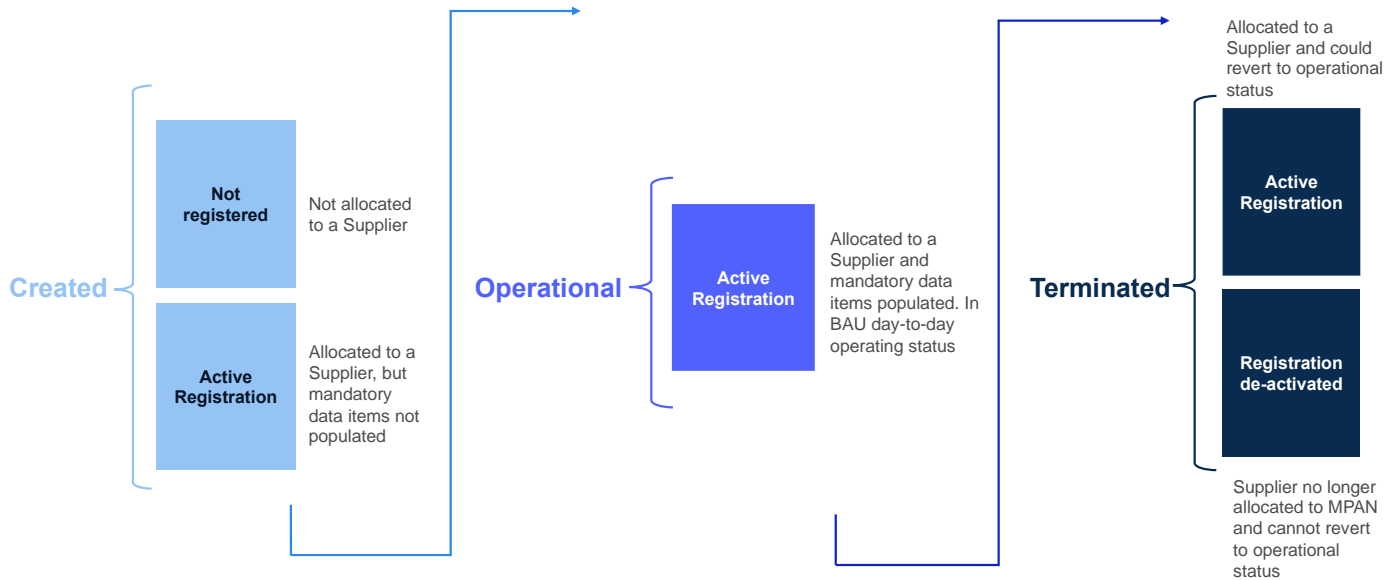 Created
Not
registered
Not allocated
to a Supplier
Active
Registration
Allocated to a
Supplier, but
mandatory
data items not
populated
Operational
Active
Registration
Allocated to a
Supplier and
mandatory data
items populated. In
BAU day-to-day
operating status
Terminated
Allocated to a
Supplier and could
revert to operational
status
Active
Registration
Registration
de-activated
Supplier no longer
allocated to MPAN
and cannot revert
to operational
status